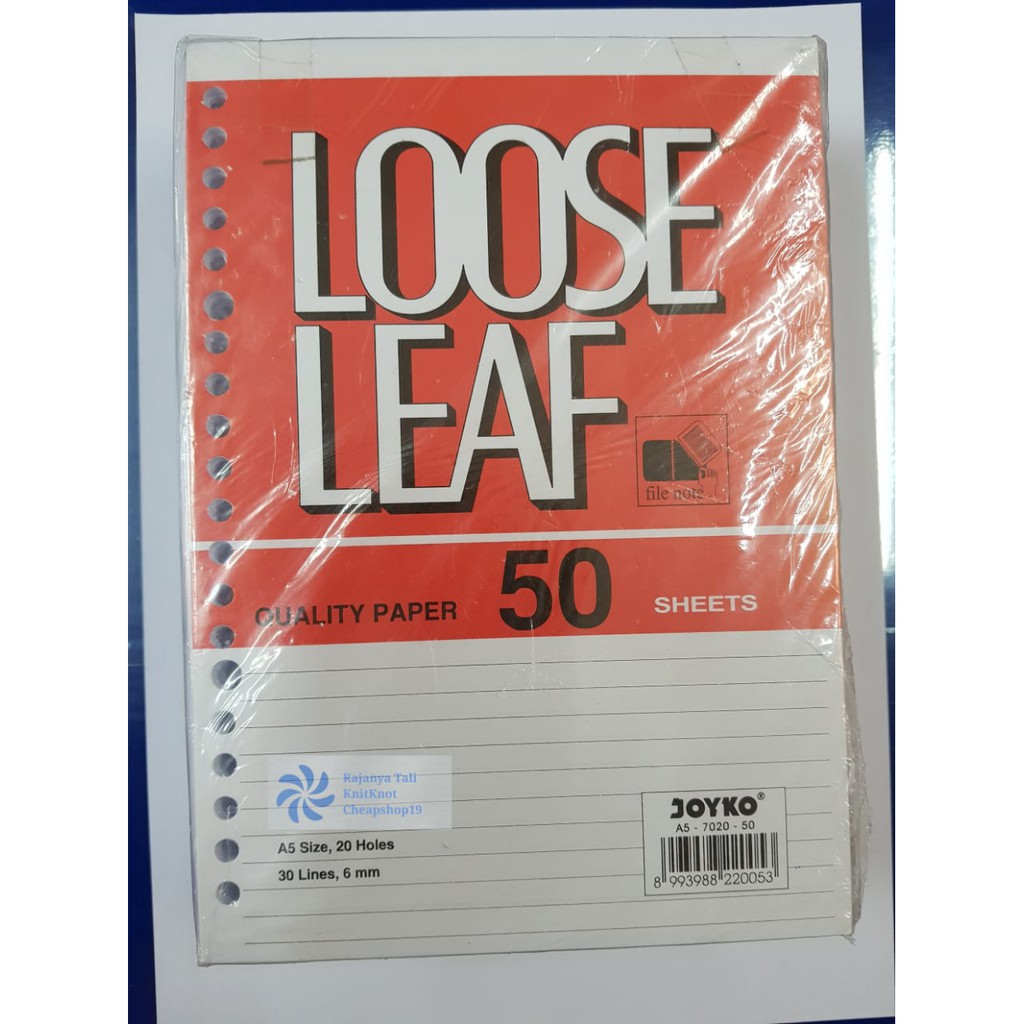 LOOSE
LEAF
file note
QUALITY PAPER 50 SHEETS
Rajanya Tali
KnitKnot
Cheapshop19
A5 Size, 20 Holes
30 Lines, 6 mm
JOYKO®
A5 - 7020 - 50
8 993988 220053